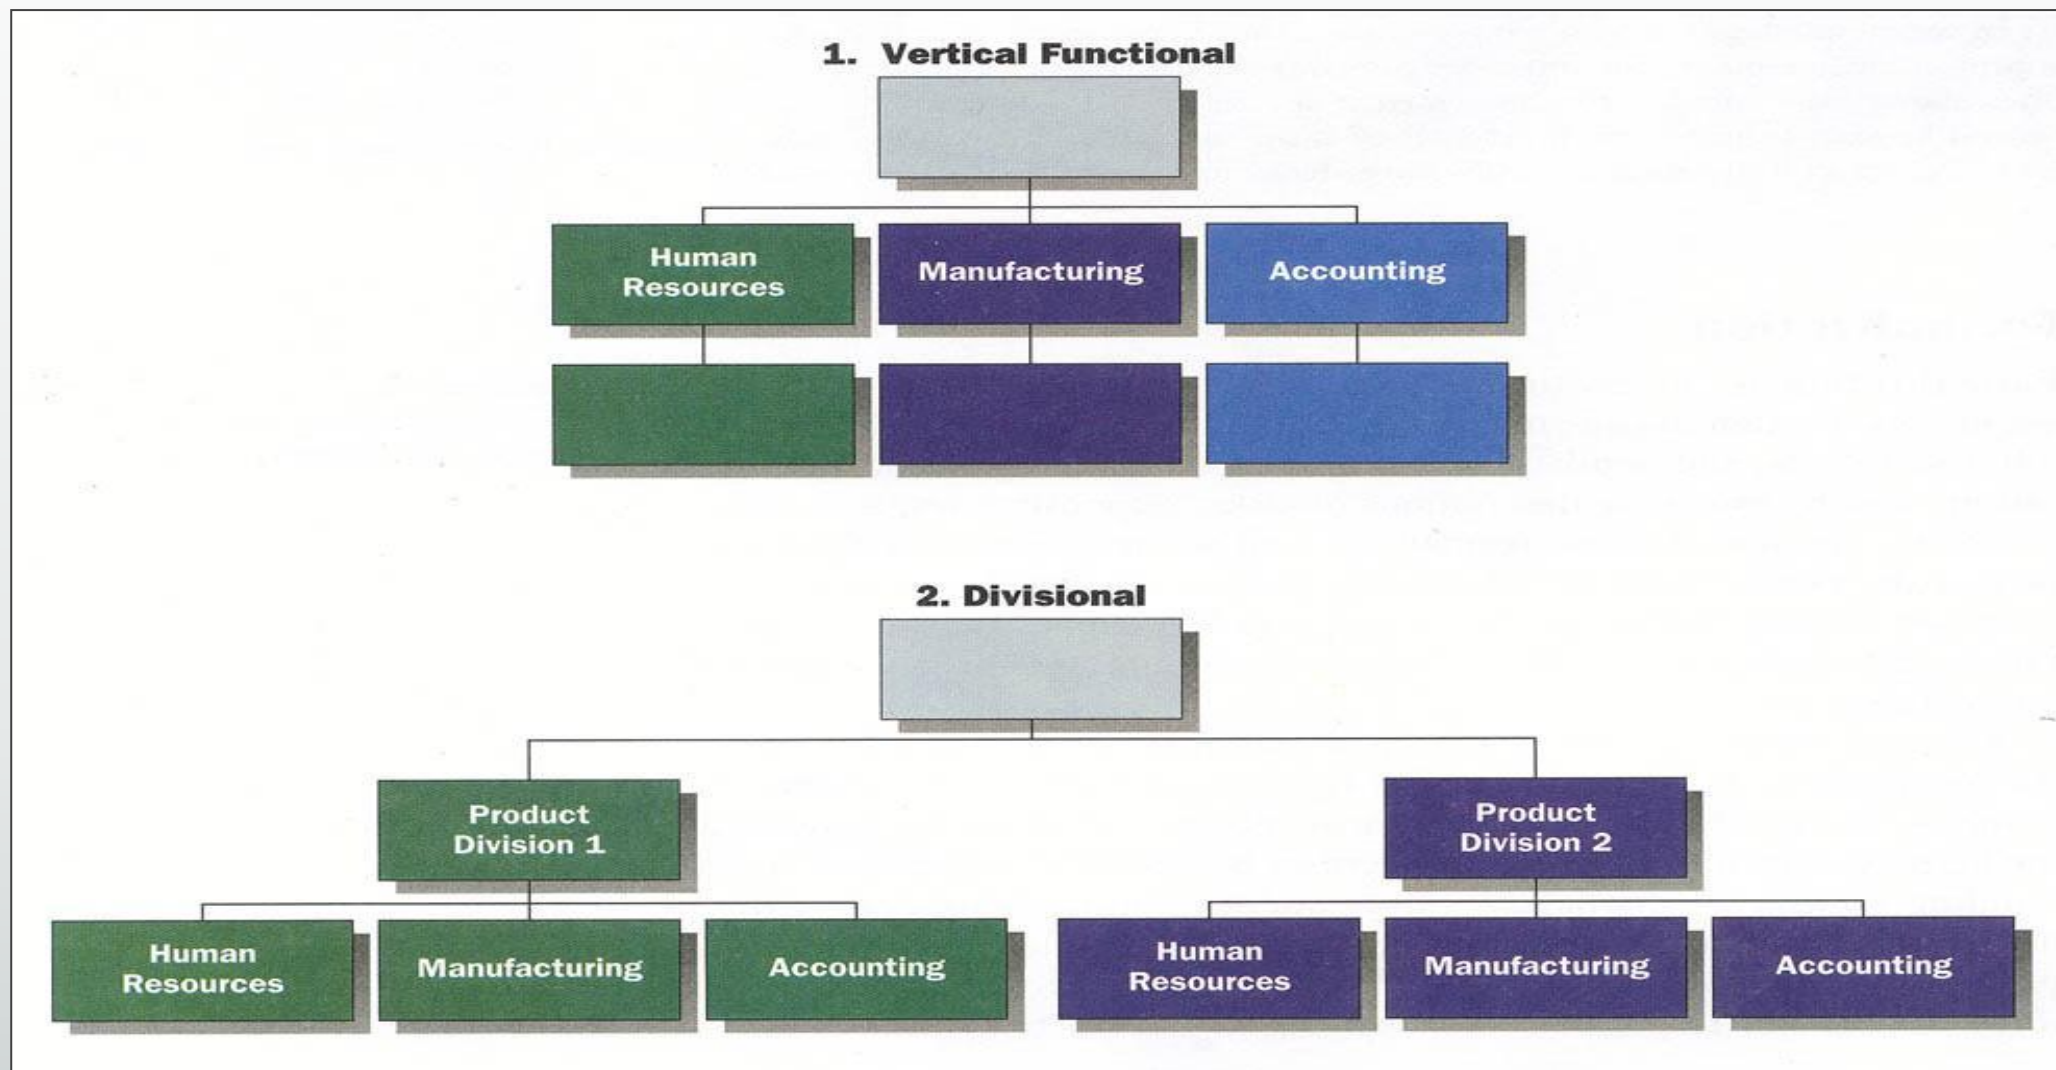 1. Vertical Functional
Human
Resources
Manufacturing
Accounting
2. Divisional
Product
Division 1
Product
Division 2
Human
Resources
Manufacturing
Accounting
Human
Resources
Manufacturing
Accounting